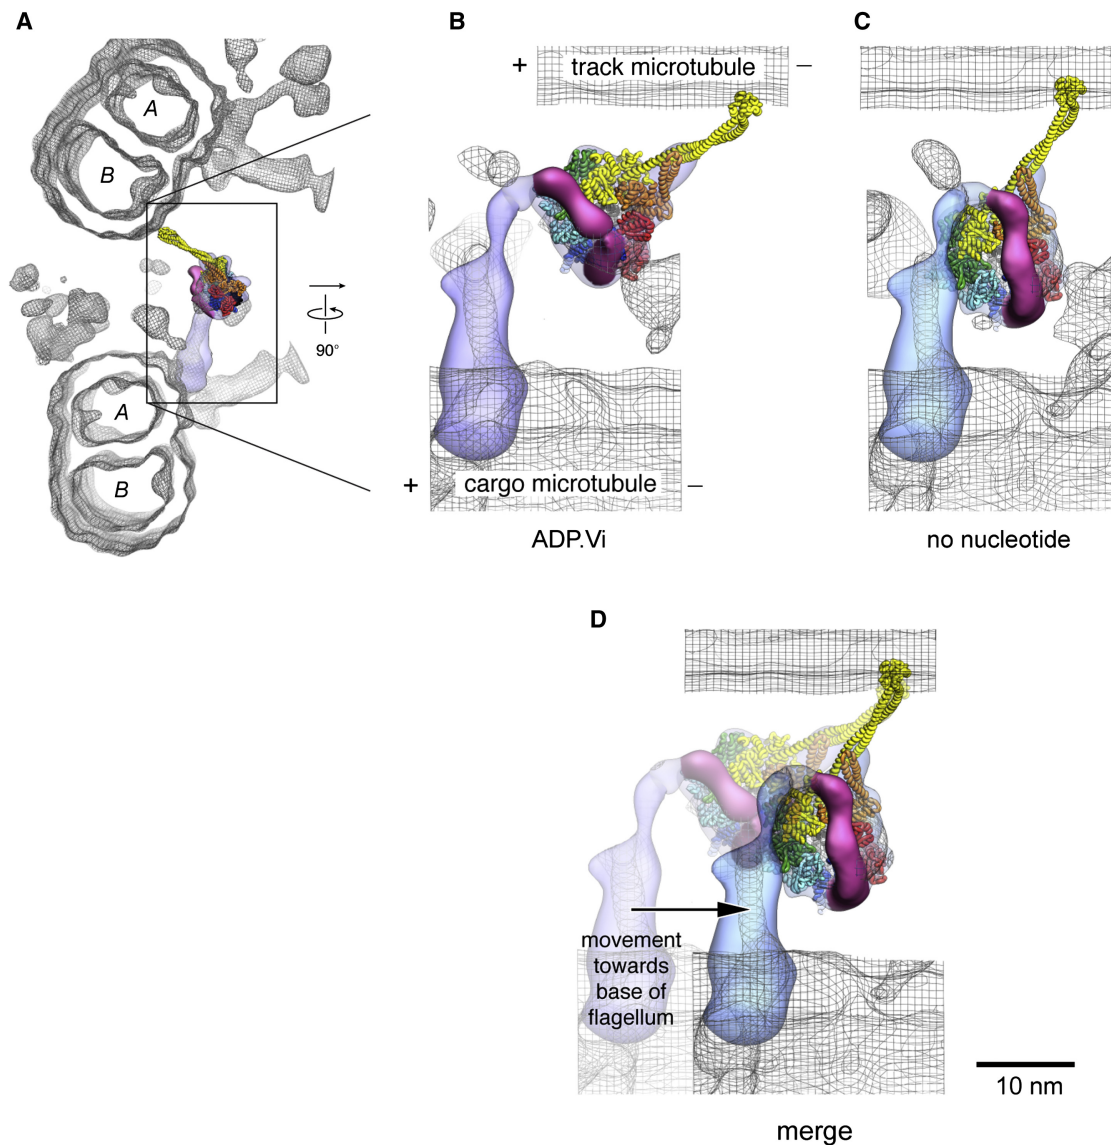 A
B
C
A
B
+ track microtubule –
90°
A
B
+ cargo microtubule –
ADP.Vi
no nucleotide
D
movement
towards
base of
flagellum
10 nm
merge